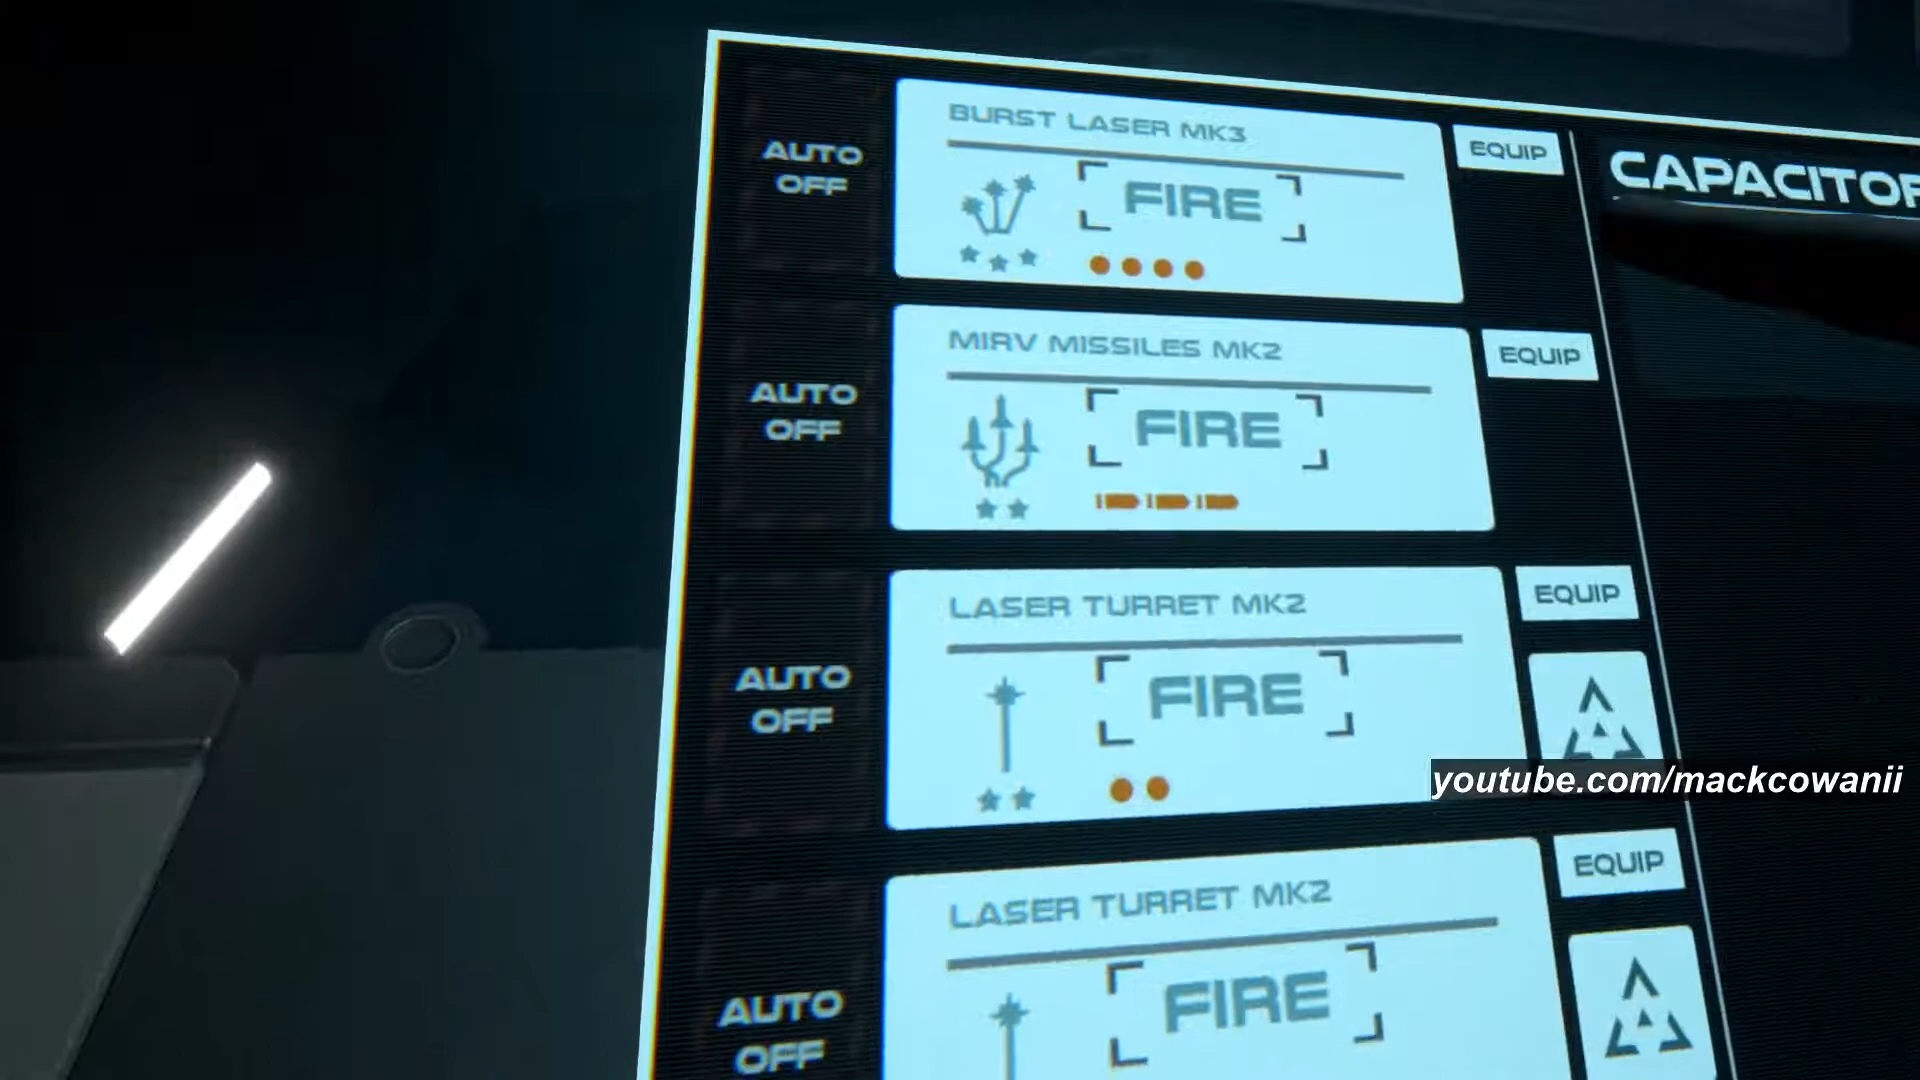 BURST LASER MK3
AUTO
OFF
FIRE
EQUIP
CAPACITOR
MIRV MISSILES MK2
AUTO
OFF
FIRE
EQUIP
LASER TURRET MK2
AUTO
OFF
FIRE
EQUIP
youtube.com/mackcowanii
LASER TURRET MK2
AUTO
OFF
FIRE
EQUIP